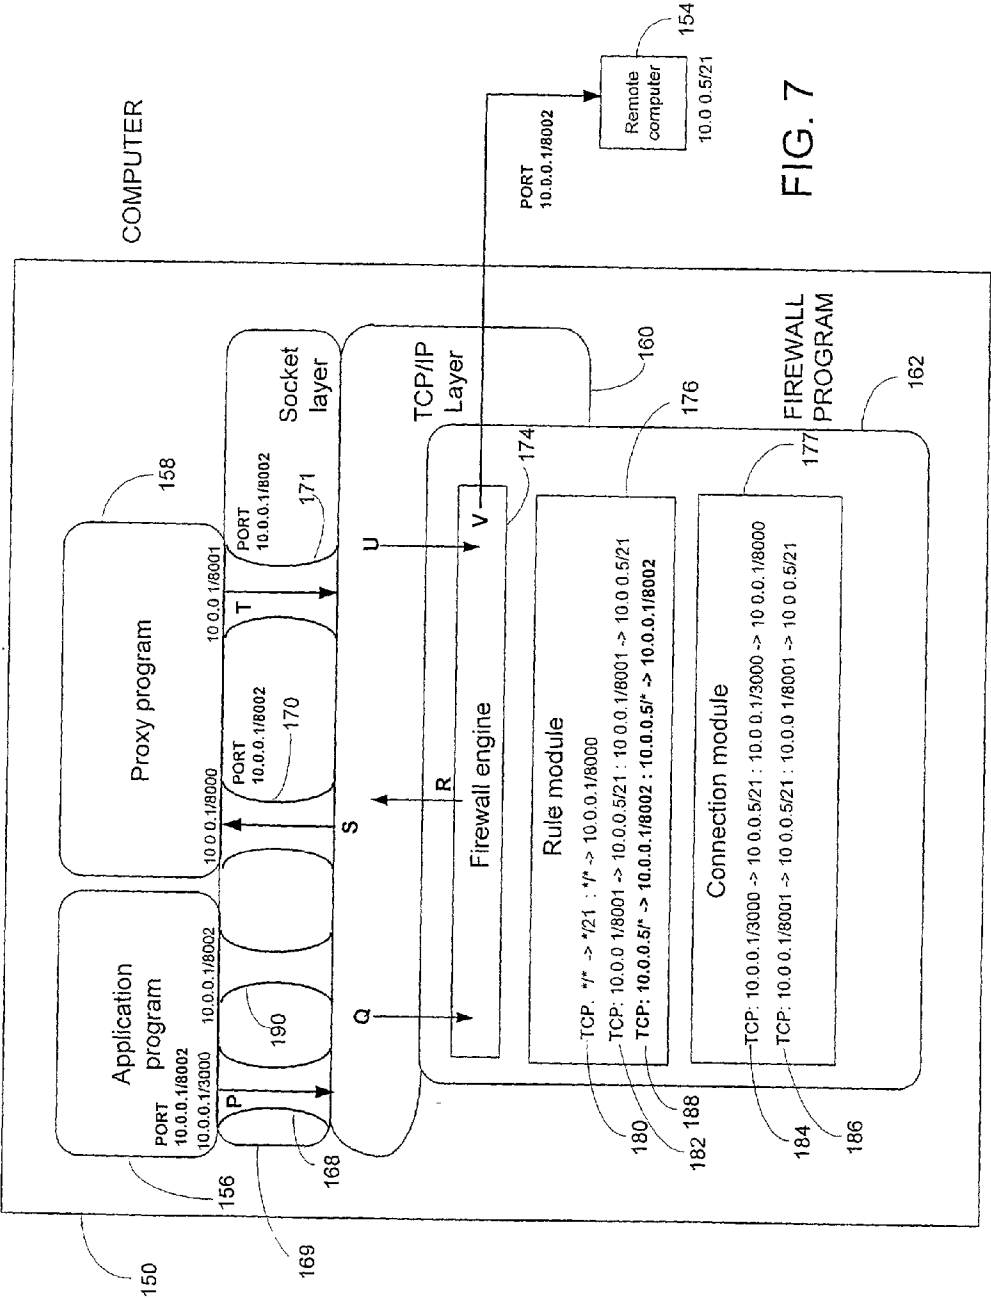 COMPUTER
150
156
Application
program
PORT
10.0.0.1/8002
10.0.0.1/3000
10.0.0.1/8002
158
Proxy program
10 0 0.1/8000
10 0.0 1/8001
169
168
P
190
S
PORT
10.0.0.1/8002
170
T
PORT
10.0.0.1/8002
171
Socket
layer
TCP/IP
Layer
160
Q
R
U
V
Firewall engine
174
PORT
10.0.0.1/8002
154
Remote
computer
10.0 0.5/21
Rule module
176
TCP. */* -> */21 : */* -> 10.0.0.1/8000
TCP: 10.0.0 1/8001 -> 10.0.0.5/21 : 10 0.0.1/8001 -> 10.0 0.5/21
TCP: 10.0.0.5/* -> 10.0.0.1/8002 : 10.0.0.5/* -> 10.0.0.1/8002
180
182
188
Connection module
177
TCP: 10.0.0.1/3000 -> 10 0.0.5/21 : 10.0 0.1/3000 -> 10 0.0.1/8000
TCP: 10.0 0.1/8001 -> 10 0.0.5/21 : 10.0.0 1/8001 -> 10 0 0.5/21
184
186
FIREWALL
PROGRAM
162
FIG. 7